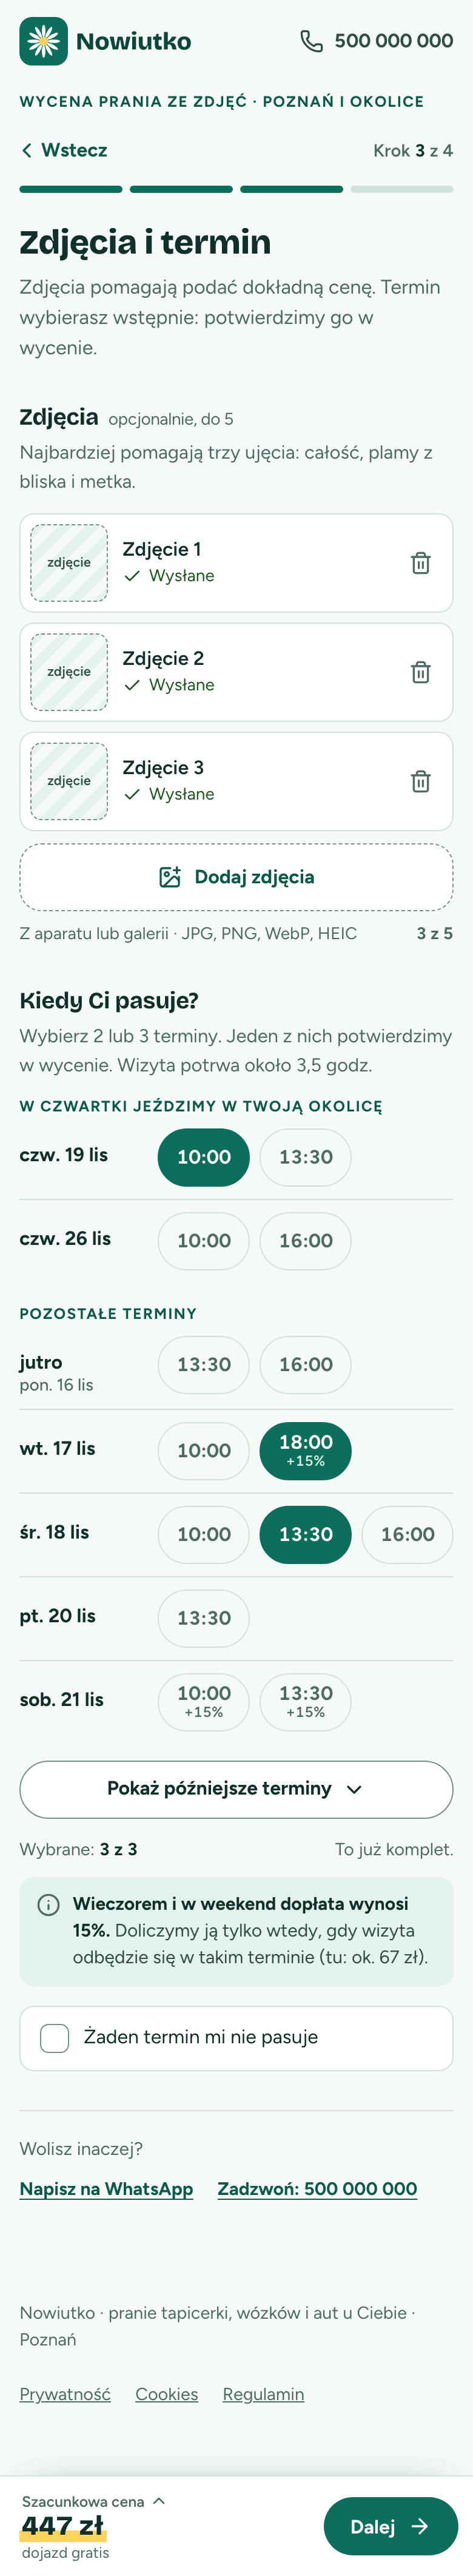 Nowiutko
500 000 000
WYCENA PRANIA ZE ZDJĘĆ · POZNAŃ I OKOLICE
Wstecz
Krok 3 z 4
Zdjęcia i termin
Zdjęcia pomagają podać dokładną cenę. Termin
wybierasz wstępnie: potwierdzimy go w
wycenie.
Zdjęcia opcjonalnie, do 5
Najbardziej pomagają trzy ujęcia: całość, plamy z
bliska i metka.
zdjęcie
Zdjęcie 1
Wysłane
zdjęcie
Zdjęcie 2
Wysłane
zdjęcie
Zdjęcie 3
Wysłane
Dodaj zdjęcia
Z aparatu lub galerii · JPG, PNG, WebP, HEIC
3 z 5
Kiedy Ci pasuje?
Wybierz 2 lub 3 terminy. Jeden z nich potwierdzimy
w wycenie. Wizyta potrwa około 3,5 godz.
W CZWARTKI JEŹDZIMY W TWOJĄ OKOLICĘ
czw. 19 lis
10:00
13:30
czw. 26 lis
10:00
16:00
POZOSTAŁE TERMINY
jutro
pon. 16 lis
13:30
16:00
wt. 17 lis
10:00
18:00
+15%
śr. 18 lis
10:00
13:30
16:00
pt. 20 lis
13:30
sob. 21 lis
10:00
+15%
13:30
+15%
Pokaż późniejsze terminy
Wybrane: 3 z 3
To już komplet.
Wieczorem i w weekend dopłata wynosi
15%. Doliczymy ją tylko wtedy, gdy wizyta
odbędzie się w takim terminie (tu: ok. 67 zł).
Żaden termin mi nie pasuje
Wolisz inaczej?
Napisz na WhatsApp
Zadzwoń: 500 000 000
Nowiutko · pranie tapicerki, wózków i aut u Ciebie ·
Poznań
Prywatność
Cookies
Regulamin
Szacunkowa cena
447 zł
dojazd gratis
Dalej